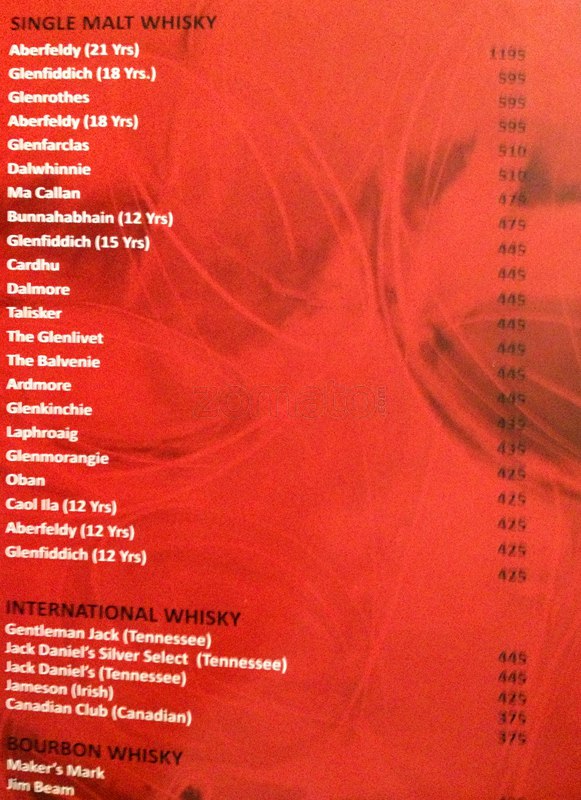 SINGLE MALT WHISKY
Aberfeldy (21 Yrs) 1195
Glenfiddich (18 Yrs.) 595
Glenrothes 595
Aberfeldy (18 Yrs) 595
Glenfarclas 510
Dalwhinnie 510
Ma Callan 475
Bunnahabhain (12 Yrs) 475
Glenfiddich (15 Yrs) 445
Cardhu 445
Dalmore 445
Talisker 445
The Glenlivet 445
The Balvenie 445
Ardmore 445
Glenkinchie 435
Laphroaig 435
Glenmorangie 425
Oban 425
Caol Ila (12 Yrs) 425
Aberfeldy (12 Yrs) 425
Glenfiddich (12 Yrs) 425
INTERNATIONAL WHISKY
Gentleman Jack (Tennessee) 445
Jack Daniel's Silver Select (Tennessee) 445
Jack Daniel's (Tennessee) 425
Jameson (Irish) 375
Canadian Club (Canadian) 375
BOURBON WHISKY
Maker's Mark
Jim Beam
zomato.com